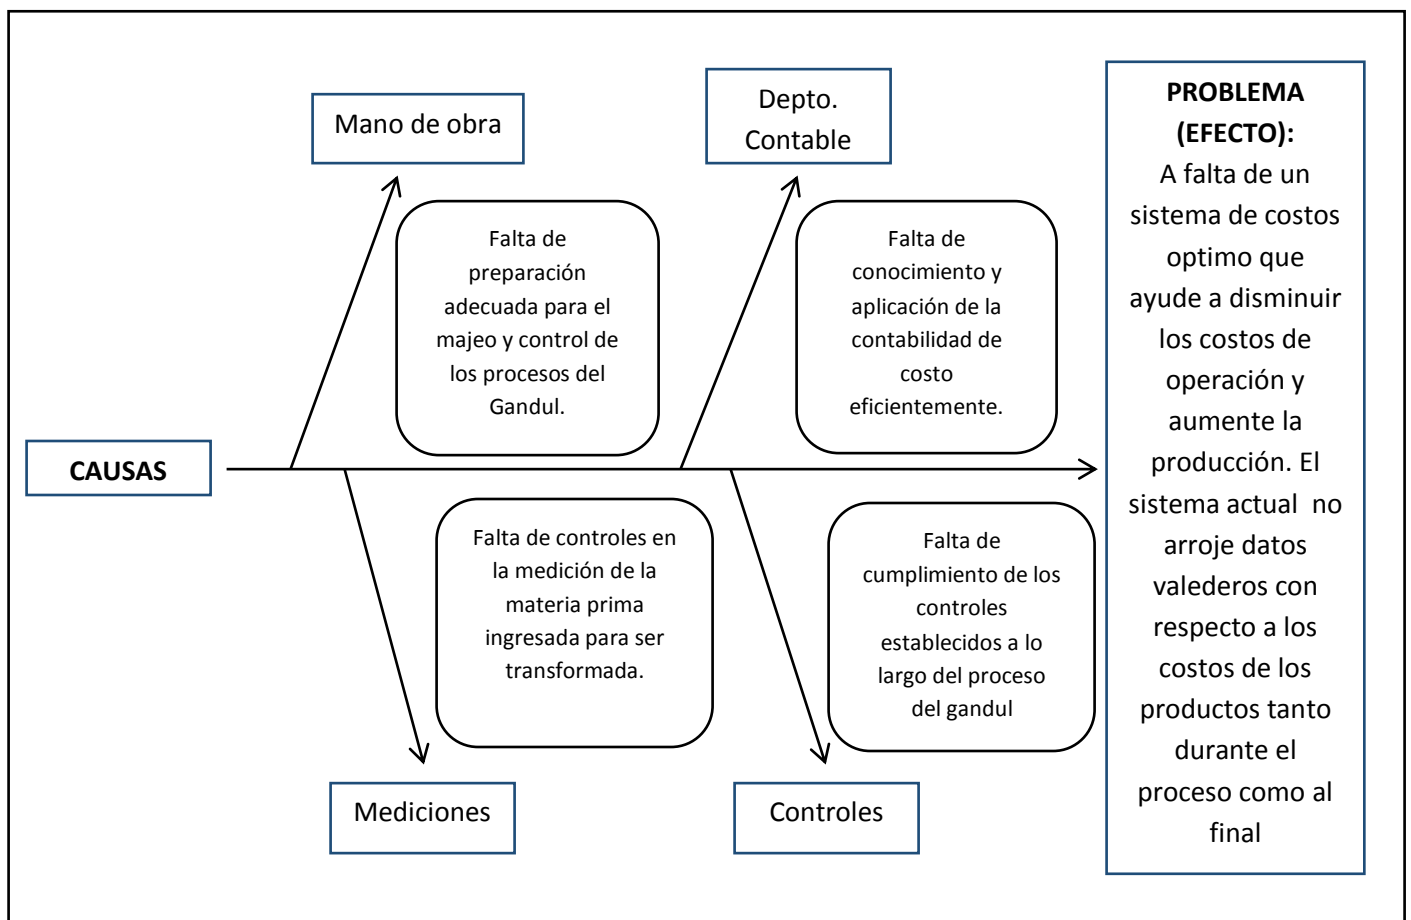 Mano de obra
Depto.
Contable
PROBLEMA
(EFECTO):
A falta de un
sistema de costos
optimo que
ayude a disminuir
los costos de
operación y
aumente la
producción. El
sistema actual  no
arroje datos
valederos con
respecto a los
costos de los
productos tanto
durante el
proceso como al
final
Falta de
preparación
adecuada para el
majeo y control de
los procesos del
Gandul.
Falta de
conocimiento y
aplicación de la
contabilidad de
costo
eficientemente.
CAUSAS
Falta de controles en
la medición de la
materia prima
ingresada para ser
transformada.
Falta de
cumplimiento de los
controles
establecidos a lo
largo del proceso
del gandul
Mediciones
Controles